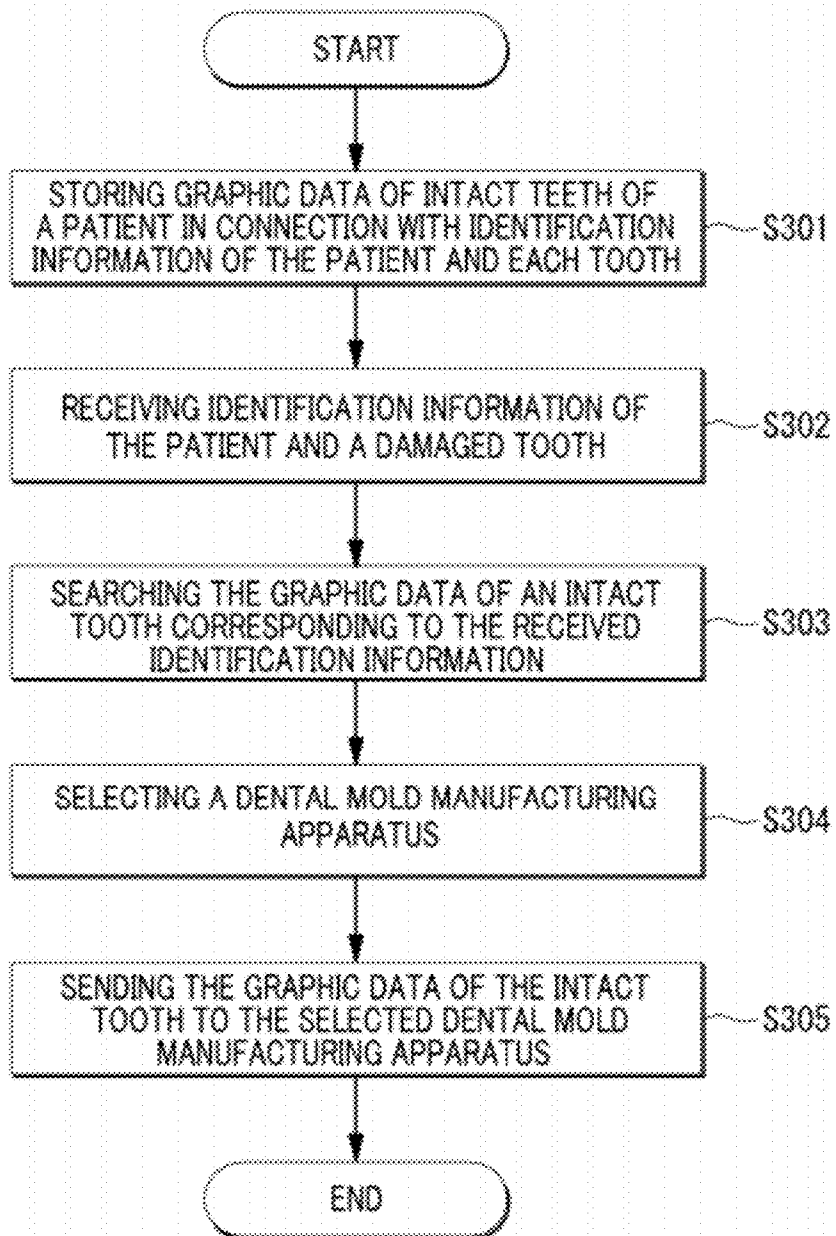 START
STORING GRAPHIC DATA OF INTACT TEETH OF
A PATIENT IN CONNECTION WITH IDENTIFICATION
INFORMATION OF THE PATIENT AND EACH TOOTH
S301
RECEIVING IDENTIFICATION INFORMATION OF
THE PATIENT AND A DAMAGED TOOTH
S302
SEARCHING THE GRAPHIC DATA OF AN INTACT
TOOTH CORRESPONDING TO THE RECEIVED
IDENTIFICATION INFORMATION
S303
SELECTING A DENTAL MOLD MANUFACTURING
APPARATUS
S304
SENDING THE GRAPHIC DATA OF THE INTACT
TOOTH TO THE SELECTED DENTAL MOLD
MANUFACTURING APPARATUS
S305
END